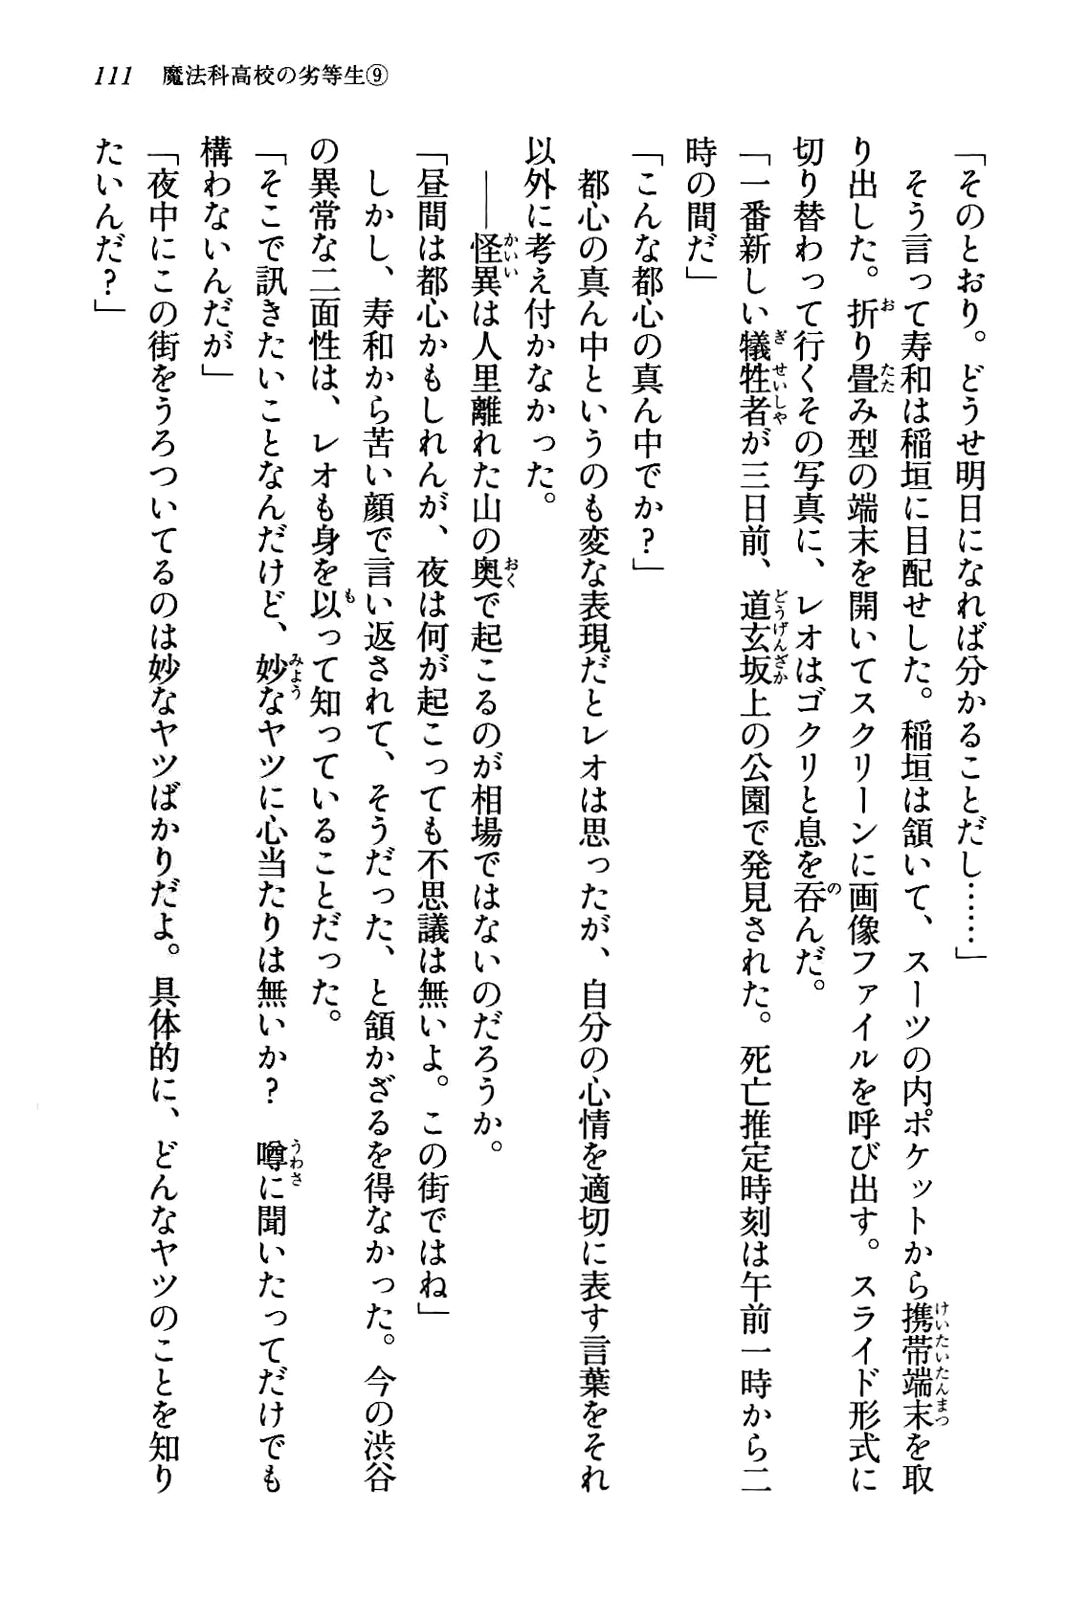 111 魔法科高校の劣等生⑨
「そのとおり。どうせ明日になれば分かることだし……」
　そう言って寿和は稲垣に目配せした。稲垣は頷いて、スーツの内ポケットから携帯端末を取
り出した。折り畳み型の端末を開いてスクリーンに画像ファイルを呼び出す。スライド形式に
切り替わって行くその写真に、レオはゴクリと息を呑んだ。
「一番新しい犠牲者が三日前、道玄坂上の公園で発見された。死亡推定時刻は午前一時から二
時の間だ」
「こんな都心の真ん中でか？」
　都心の真ん中というのも変な表現だとレオは思ったが、自分の心情を適切に表す言葉をそれ
以外に考え付かなかった。
　――怪異は人里離れた山の奥で起こるのが相場ではないのだろうか。
「昼間は都心かもしれんが、夜は何が起こっても不思議は無いよ。この街ではね」
　しかし、寿和から苦い顔で言い返されて、そうだった、と頷かざるを得なかった。今の渋谷
の異常な二面性は、レオも身を以って知っていることだった。
「そこで訊きたいことなんだけど、妙なヤツに心当たりは無いか？　噂に聞いたってだけでも
構わないんだが」
「夜中にこの街をうろついてるのは妙なヤツばかりだよ。具体的に、どんなヤツのことを知り
たいんだ？」